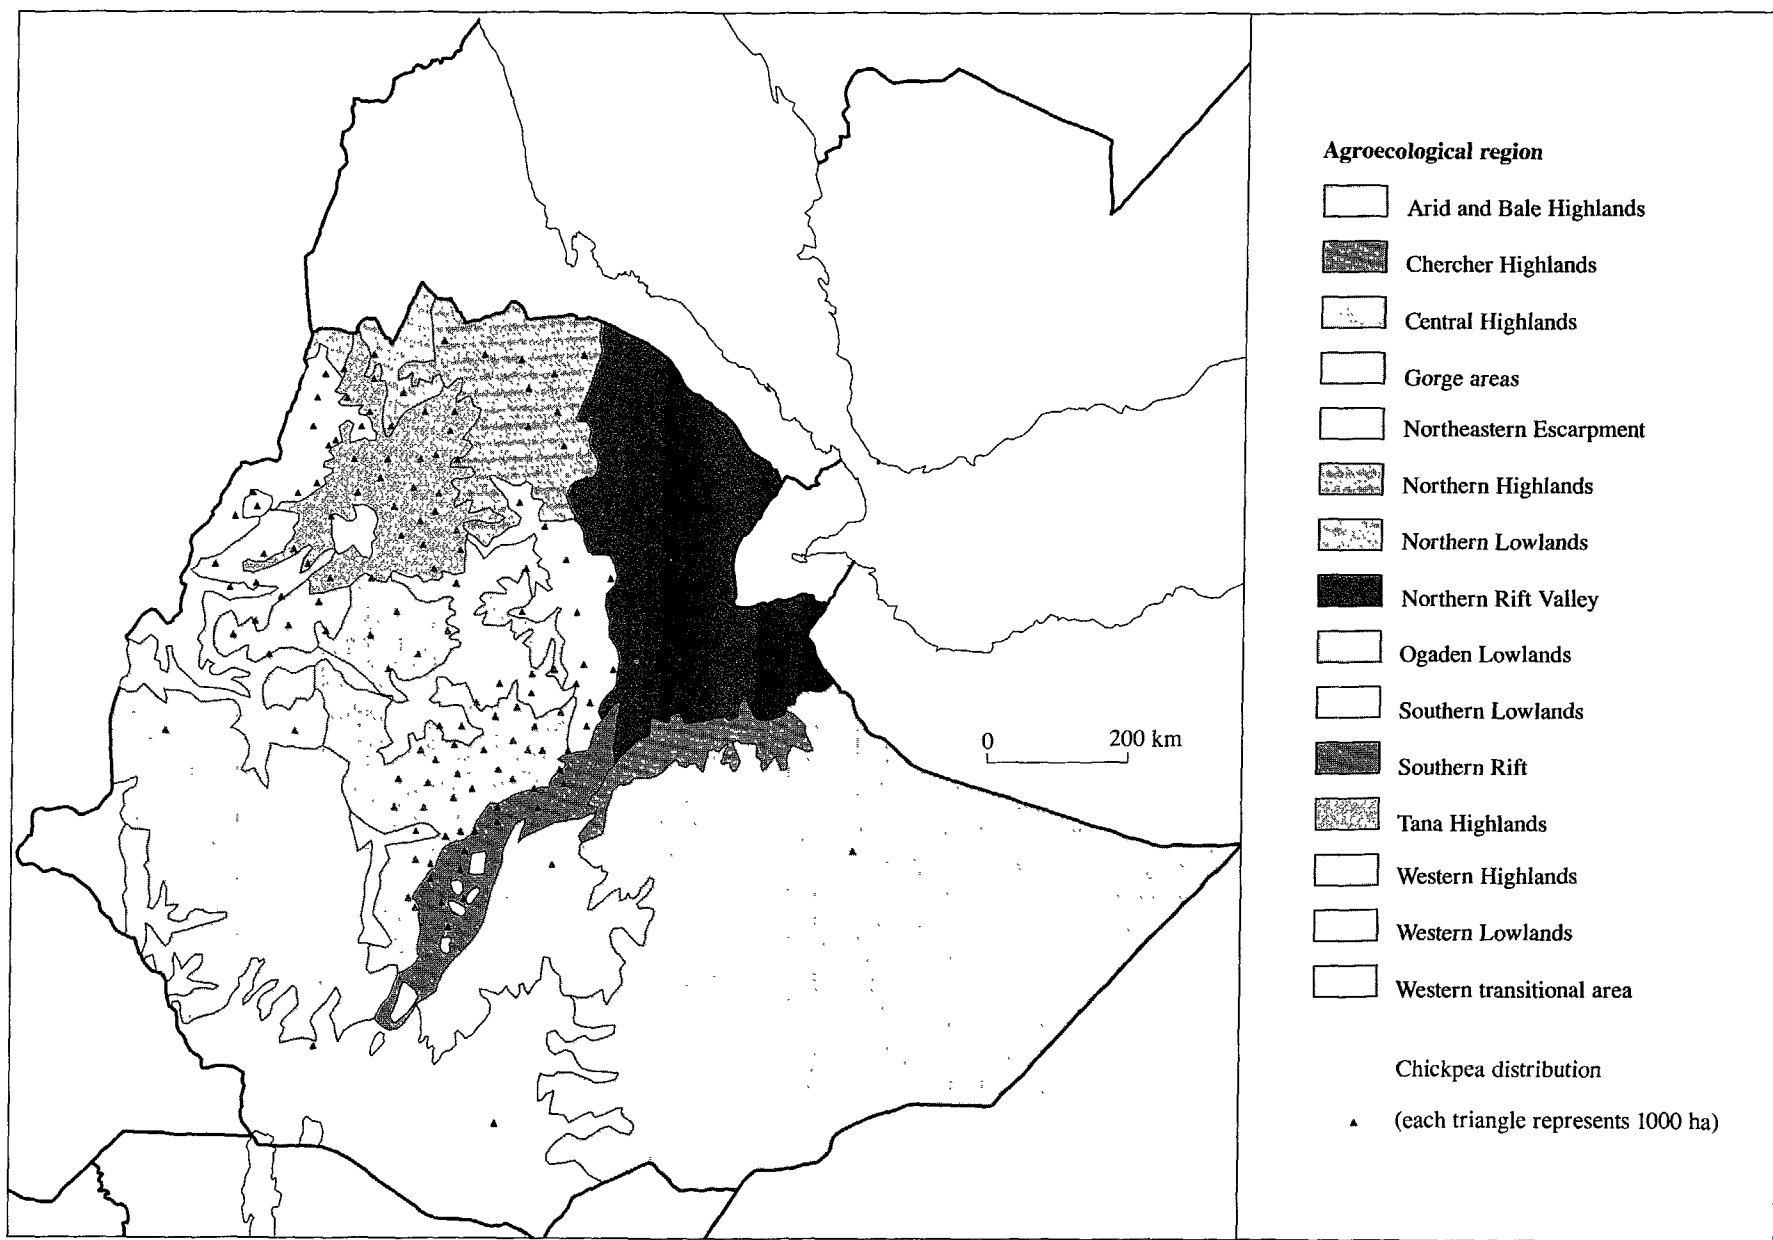 Agroecological region
Arid and Bale Highlands
Chercher Highlands
Central Highlands
Gorge areas
Northeastern Escarpment
Northern Highlands
Northern Lowlands
Northern Rift Valley
Ogaden Lowlands
Southern Lowlands
Southern Rift
Tana Highlands
Western Highlands
Western Lowlands
Western transitional area
Chickpea distribution
(each triangle represents 1000 ha)
0 200 km